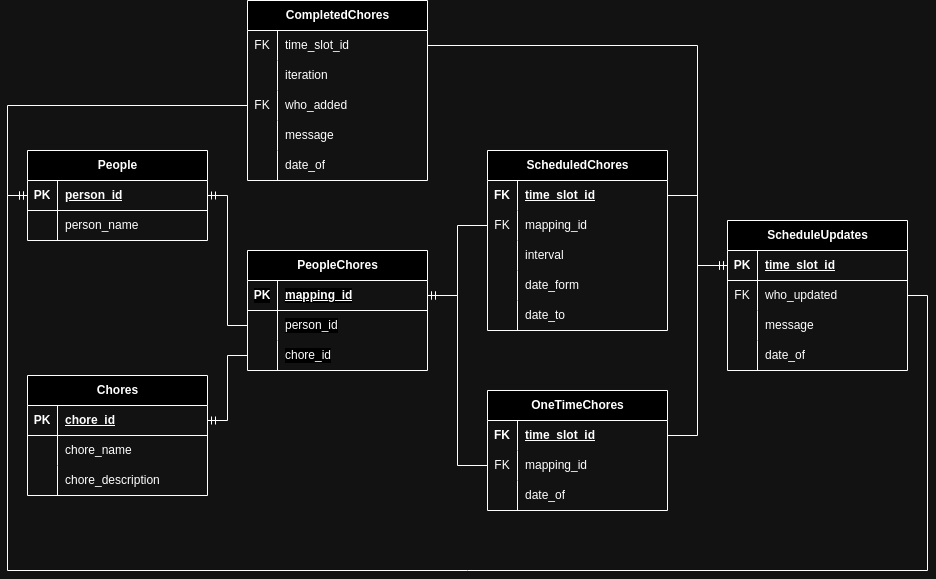 CompletedChores
FK time_slot_id
iteration
FK who_added
message
date_of
People
PK person_id
person_name
PeopleChores
PK mapping_id
person_id
chore_id
Chores
PK chore_id
chore_name
chore_description
ScheduledChores
FK time_slot_id
FK mapping_id
interval
date_form
date_to
OneTimeChores
FK time_slot_id
FK mapping_id
date_of
ScheduleUpdates
PK time_slot_id
FK who_updated
message
date_of